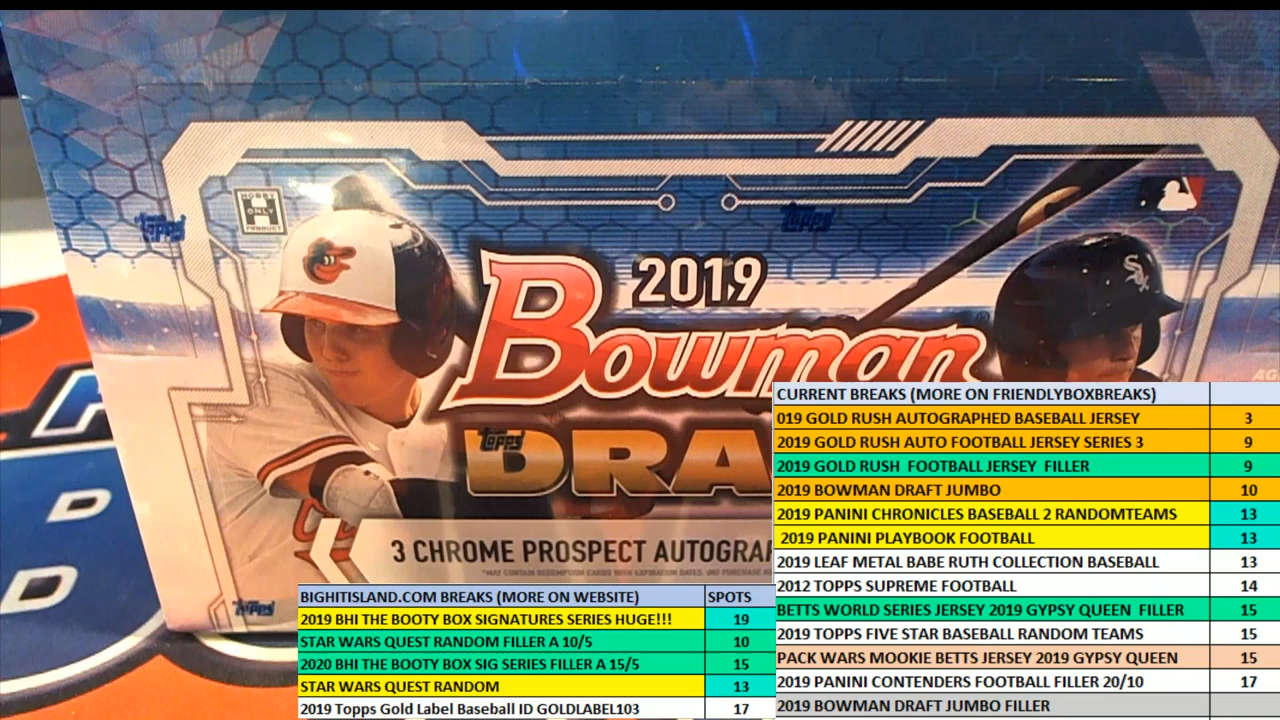 HOBBY
ONLY
PRODUCT
Topps
Topps
2019
Bowman
Topps
DRA
3 CHROME PROSPECT AUTOGRA
Topps
CURRENT BREAKS (MORE ON FRIENDLYBOXBREAKS)
019 GOLD RUSH AUTOGRAPHED BASEBALL JERSEY 3
2019 GOLD RUSH AUTO FOOTBALL JERSEY SERIES 3 9
2019 GOLD RUSH FOOTBALL JERSEY FILLER 9
2019 BOWMAN DRAFT JUMBO 10
2019 PANINI CHRONICLES BASEBALL 2 RANDOMTEAMS 13
2019 PANINI PLAYBOOK FOOTBALL 13
2019 LEAF METAL BABE RUTH COLLECTION BASEBALL 13
2012 TOPPS SUPREME FOOTBALL 14
BETTS WORLD SERIES JERSEY 2019 GYPSY QUEEN FILLER 15
2019 TOPPS FIVE STAR BASEBALL RANDOM TEAMS 15
PACK WARS MOOKIE BETTS JERSEY 2019 GYPSY QUEEN 15
2019 PANINI CONTENDERS FOOTBALL FILLER 20/10 17
2019 BOWMAN DRAFT JUMBO FILLER
BIGHITISLAND.COM BREAKS (MORE ON WEBSITE) SPOTS
2019 BHI THE BOOTY BOX SIGNATURES SERIES HUGE!!! 19
STAR WARS QUEST RANDOM FILLER A 10/5 10
2020 BHI THE BOOTY BOX SIG SERIES FILLER A 15/5 15
STAR WARS QUEST RANDOM 13
2019 Topps Gold Label Baseball ID GOLDLABEL103 17